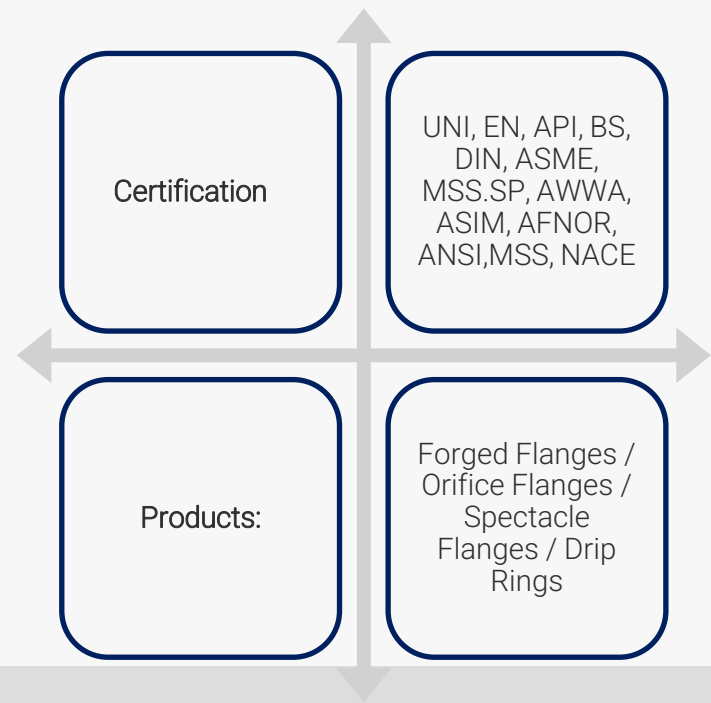 Certification
UNI, EN, API, BS,
DIN, ASME,
MSS.SP, AWWA,
ASIM, AFNOR,
ANSI,MSS, NACE
Products:
Forged Flanges /
Orifice Flanges /
Spectacle
Flanges / Drip
Rings